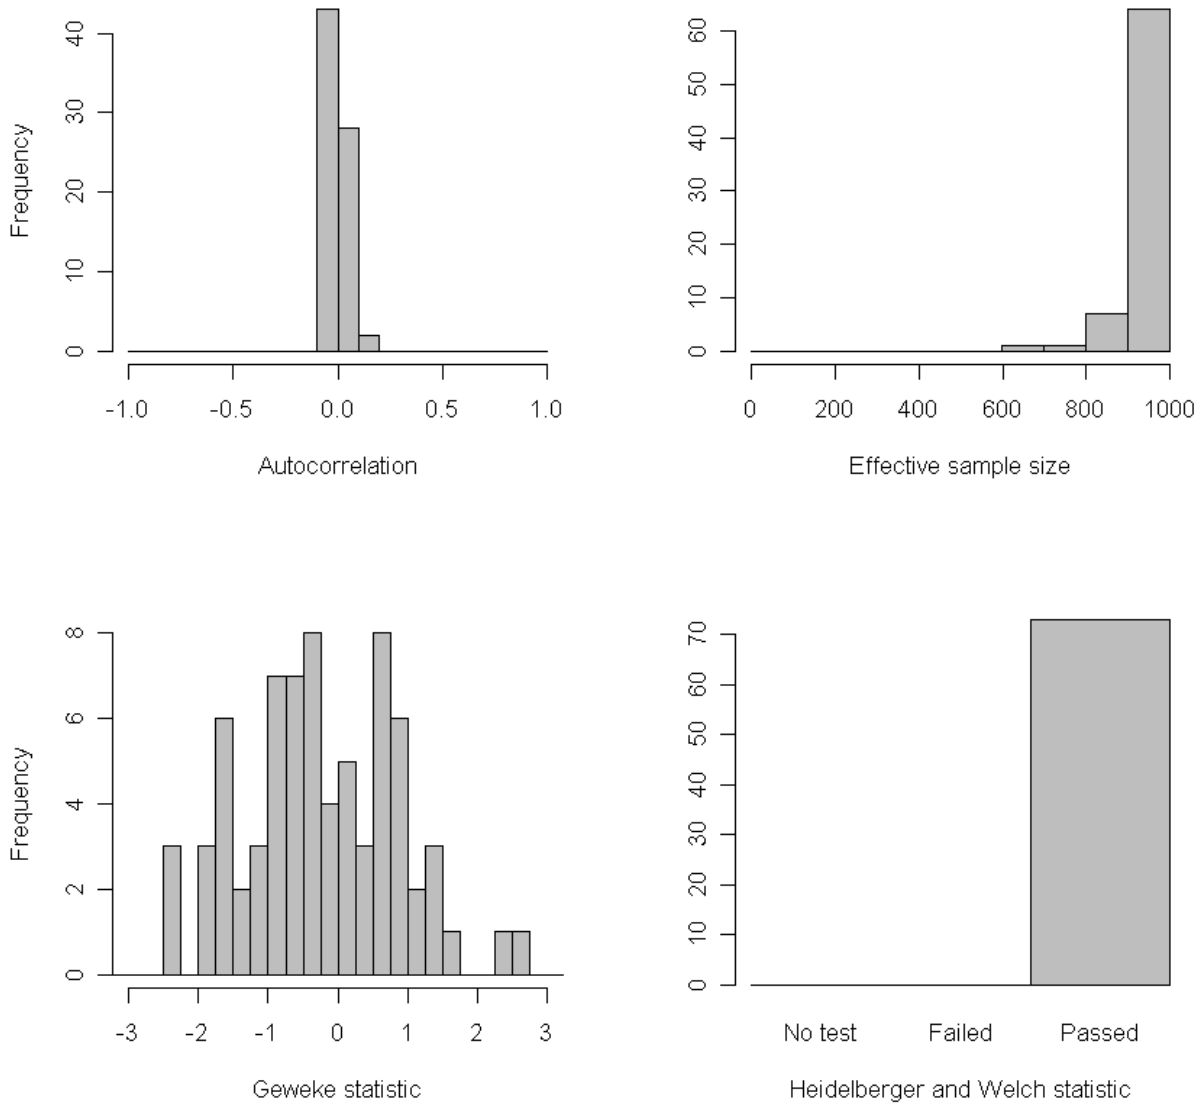 Frequency
40
30
20
10
0
-1.0 -0.5 0.0 0.5 1.0
Autocorrelation
60
50
40
30
20
10
0
0 200 400 600 800 1000
Effective sample size
Frequency
8
6
4
2
0
-3 -2 -1 0 1 2 3
Geweke statistic
70
60
50
40
30
20
10
0
No test Failed Passed
Heidelberger and Welch statistic